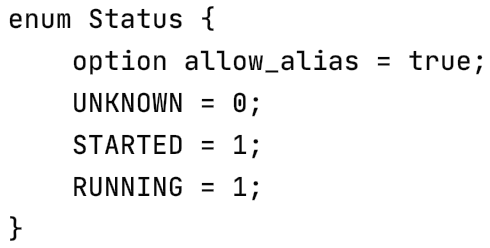 enum Status {
    option allow_alias = true;
    UNKNOWN = 0;
    STARTED = 1;
    RUNNING = 1;
}